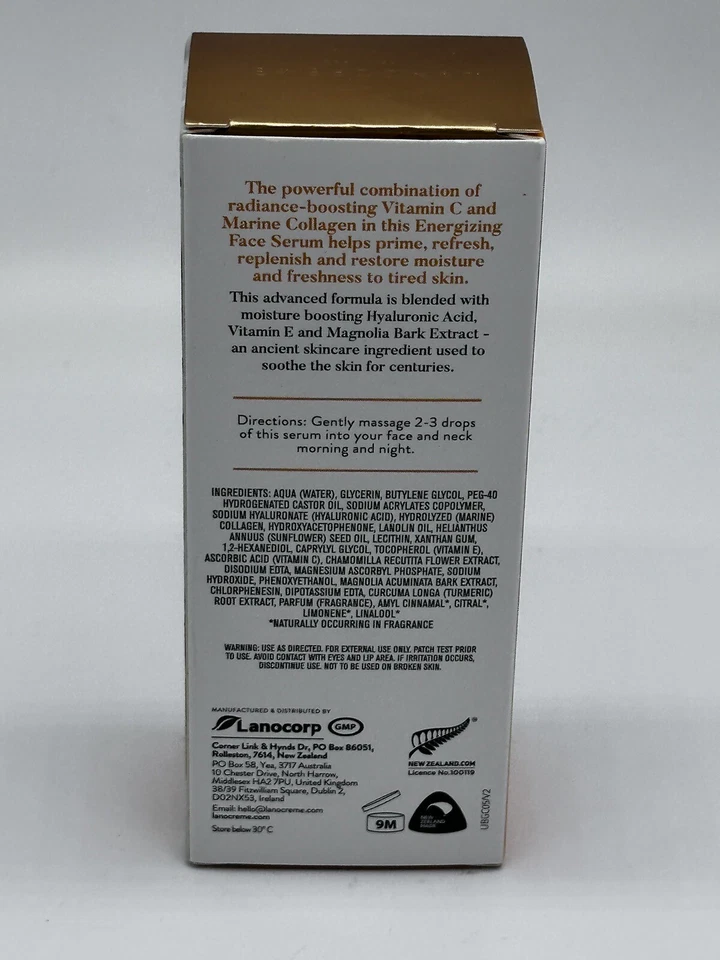 The powerful combination of
radiance-boosting Vitamin C and
Marine Collagen in this Energizing
Face Serum helps prime, refresh,
replenish and restore moisture
and freshness to tired skin.
This advanced formula is blended with
moisture boosting Hyaluronic Acid,
Vitamin E and Magnolia Bark Extract -
an ancient skincare ingredient used to
soothe the skin for centuries.
Directions: Gently massage 2-3 drops
of this serum into your face and neck
morning and night.
INGREDIENTS: AQUA (WATER), GLYCERIN, BUTYLENE GLYCOL, PEG-40
HYDROGENATED CASTOR OIL, SODIUM ACRYLATES COPOLYMER,
SODIUM HYALURONATE (HYALURONIC ACID), HYDROLYZED (MARINE)
COLLAGEN, HYDROXYACETOPHENONE, LANOLIN OIL, HELIANTHUS
ANNUUS (SUNFLOWER) SEED OIL, LECITHIN, XANTHAN GUM,
1,2-HEXANEDIOL, CAPRYLYL GLYCOL, TOCOPHEROL (VITAMIN E),
ASCORBIC ACID (VITAMIN C), CHAMOMILLA RECUTITA FLOWER EXTRACT,
DISODIUM EDTA, MAGNESIUM ASCORBYL PHOSPHATE, SODIUM
HYDROXIDE, PHENOXYETHANOL, MAGNOLIA ACUMINATA BARK EXTRACT,
CHLORPHENESIN, DIPOTASSIUM EDTA, CURCUMA LONGA (TURMERIC)
ROOT EXTRACT, PARFUM (FRAGRANCE), AMYL CINNAMAL*, CITRAL*,
LIMONENE*, LINALOOL*
*NATURALLY OCCURRING IN FRAGRANCE
WARNING: USE AS DIRECTED. FOR EXTERNAL USE ONLY. PATCH TEST PRIOR
TO USE. AVOID CONTACT WITH EYES AND LIP AREA. IF IRRITATION OCCURS,
DISCONTINUE USE. NOT TO BE USED ON BROKEN SKIN.
MANUFACTURED & DISTRIBUTED BY
Lanocorp GMP
Corner Link & Hynds Dr, PO Box 86051,
Rolleston, 7614, New Zealand
PO Box 58, Yea, 3717 Australia
10 Chester Drive, North Harrow,
Middlesex HA2 7PU, United Kingdom
38/39 Fitzwilliam Square, Dublin 2,
D02NX53, Ireland
Email: hello@lanocreme.com
lanocreme.com
Store below 30°C
NEW ZEALAND.COM
Licence No.100119
9M
NEW
ZEALAND
MADE
UBGC05/V2